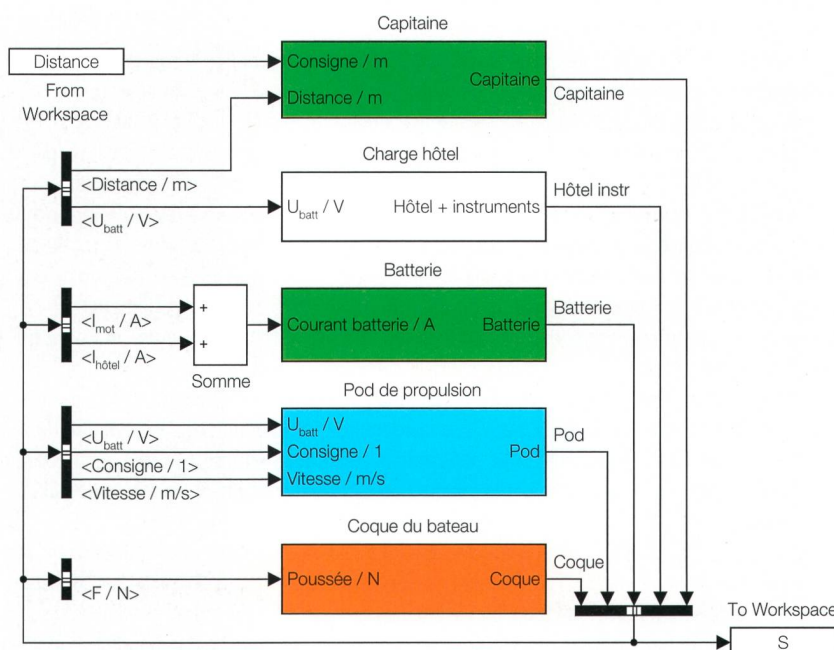 Capitaine
Distance
From
Workspace
Consigne / m
Distance / m
Capitaine
Capitaine
<Distance / m>
<U_batt / V>
Charge hôtel
U_batt / V
Hôtel + instruments
Hôtel instr
Batterie
<I_mot / A>
<I_hôtel / A>
+
+
Somme
Courant batterie / A
Batterie
Batterie
Pod de propulsion
<U_batt / V>
<Consigne / 1>
<Vitesse / m/s>
U_batt / V
Consigne / 1
Vitesse / m/s
Pod
Pod
Coque du bateau
<F / N>
Poussée / N
Coque
Coque
To Workspace
S